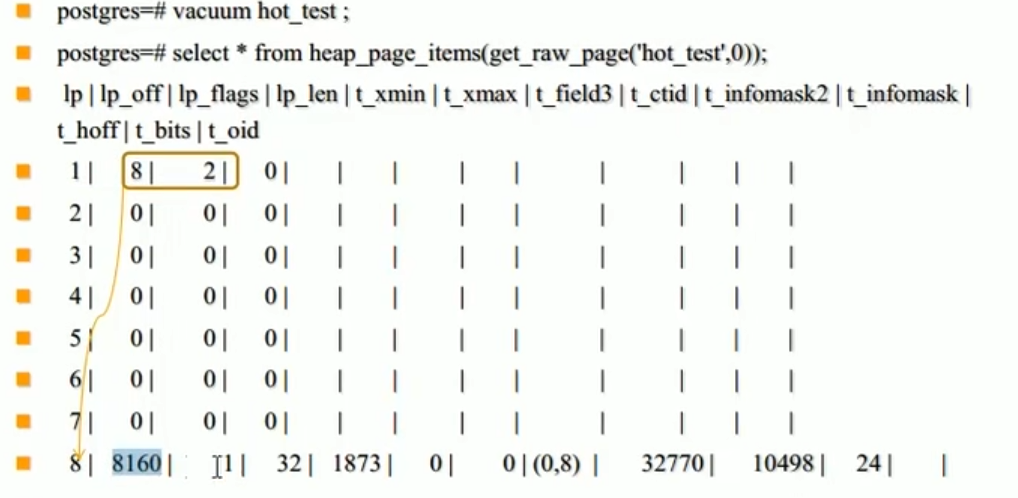 postgres=# vacuum hot_test ;
postgres=# select * from heap_page_items(get_raw_page('hot_test',0));
lp | lp_off | lp_flags | lp_len | t_xmin | t_xmax | t_field3 | t_ctid | t_infomask2 | t_infomask |
t_hoff | t_bits | t_oid
1 | 8 | 2 | 0 | | | | | | | | |
2 | 0 | 0 | 0 | | | | | | | | |
3 | 0 | 0 | 0 | | | | | | | | |
4 | 0 | 0 | 0 | | | | | | | | |
5 | 0 | 0 | 0 | | | | | | | | |
6 | 0 | 0 | 0 | | | | | | | | |
7 | 0 | 0 | 0 | | | | | | | | |
8 | 8160 | 1 | 32 | 1873 | 0 | 0 | (0,8) | 32770 | 10498 | 24 | |